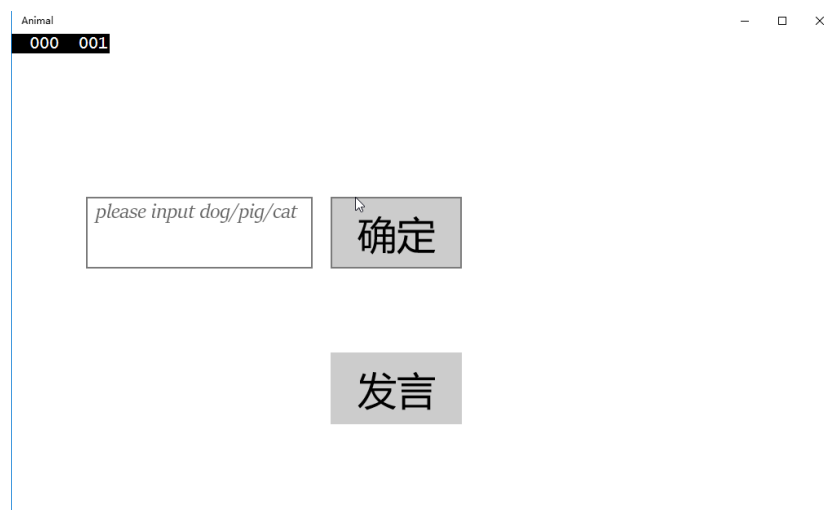 Animal
000 001
please input dog/pig/cat
确定
发言